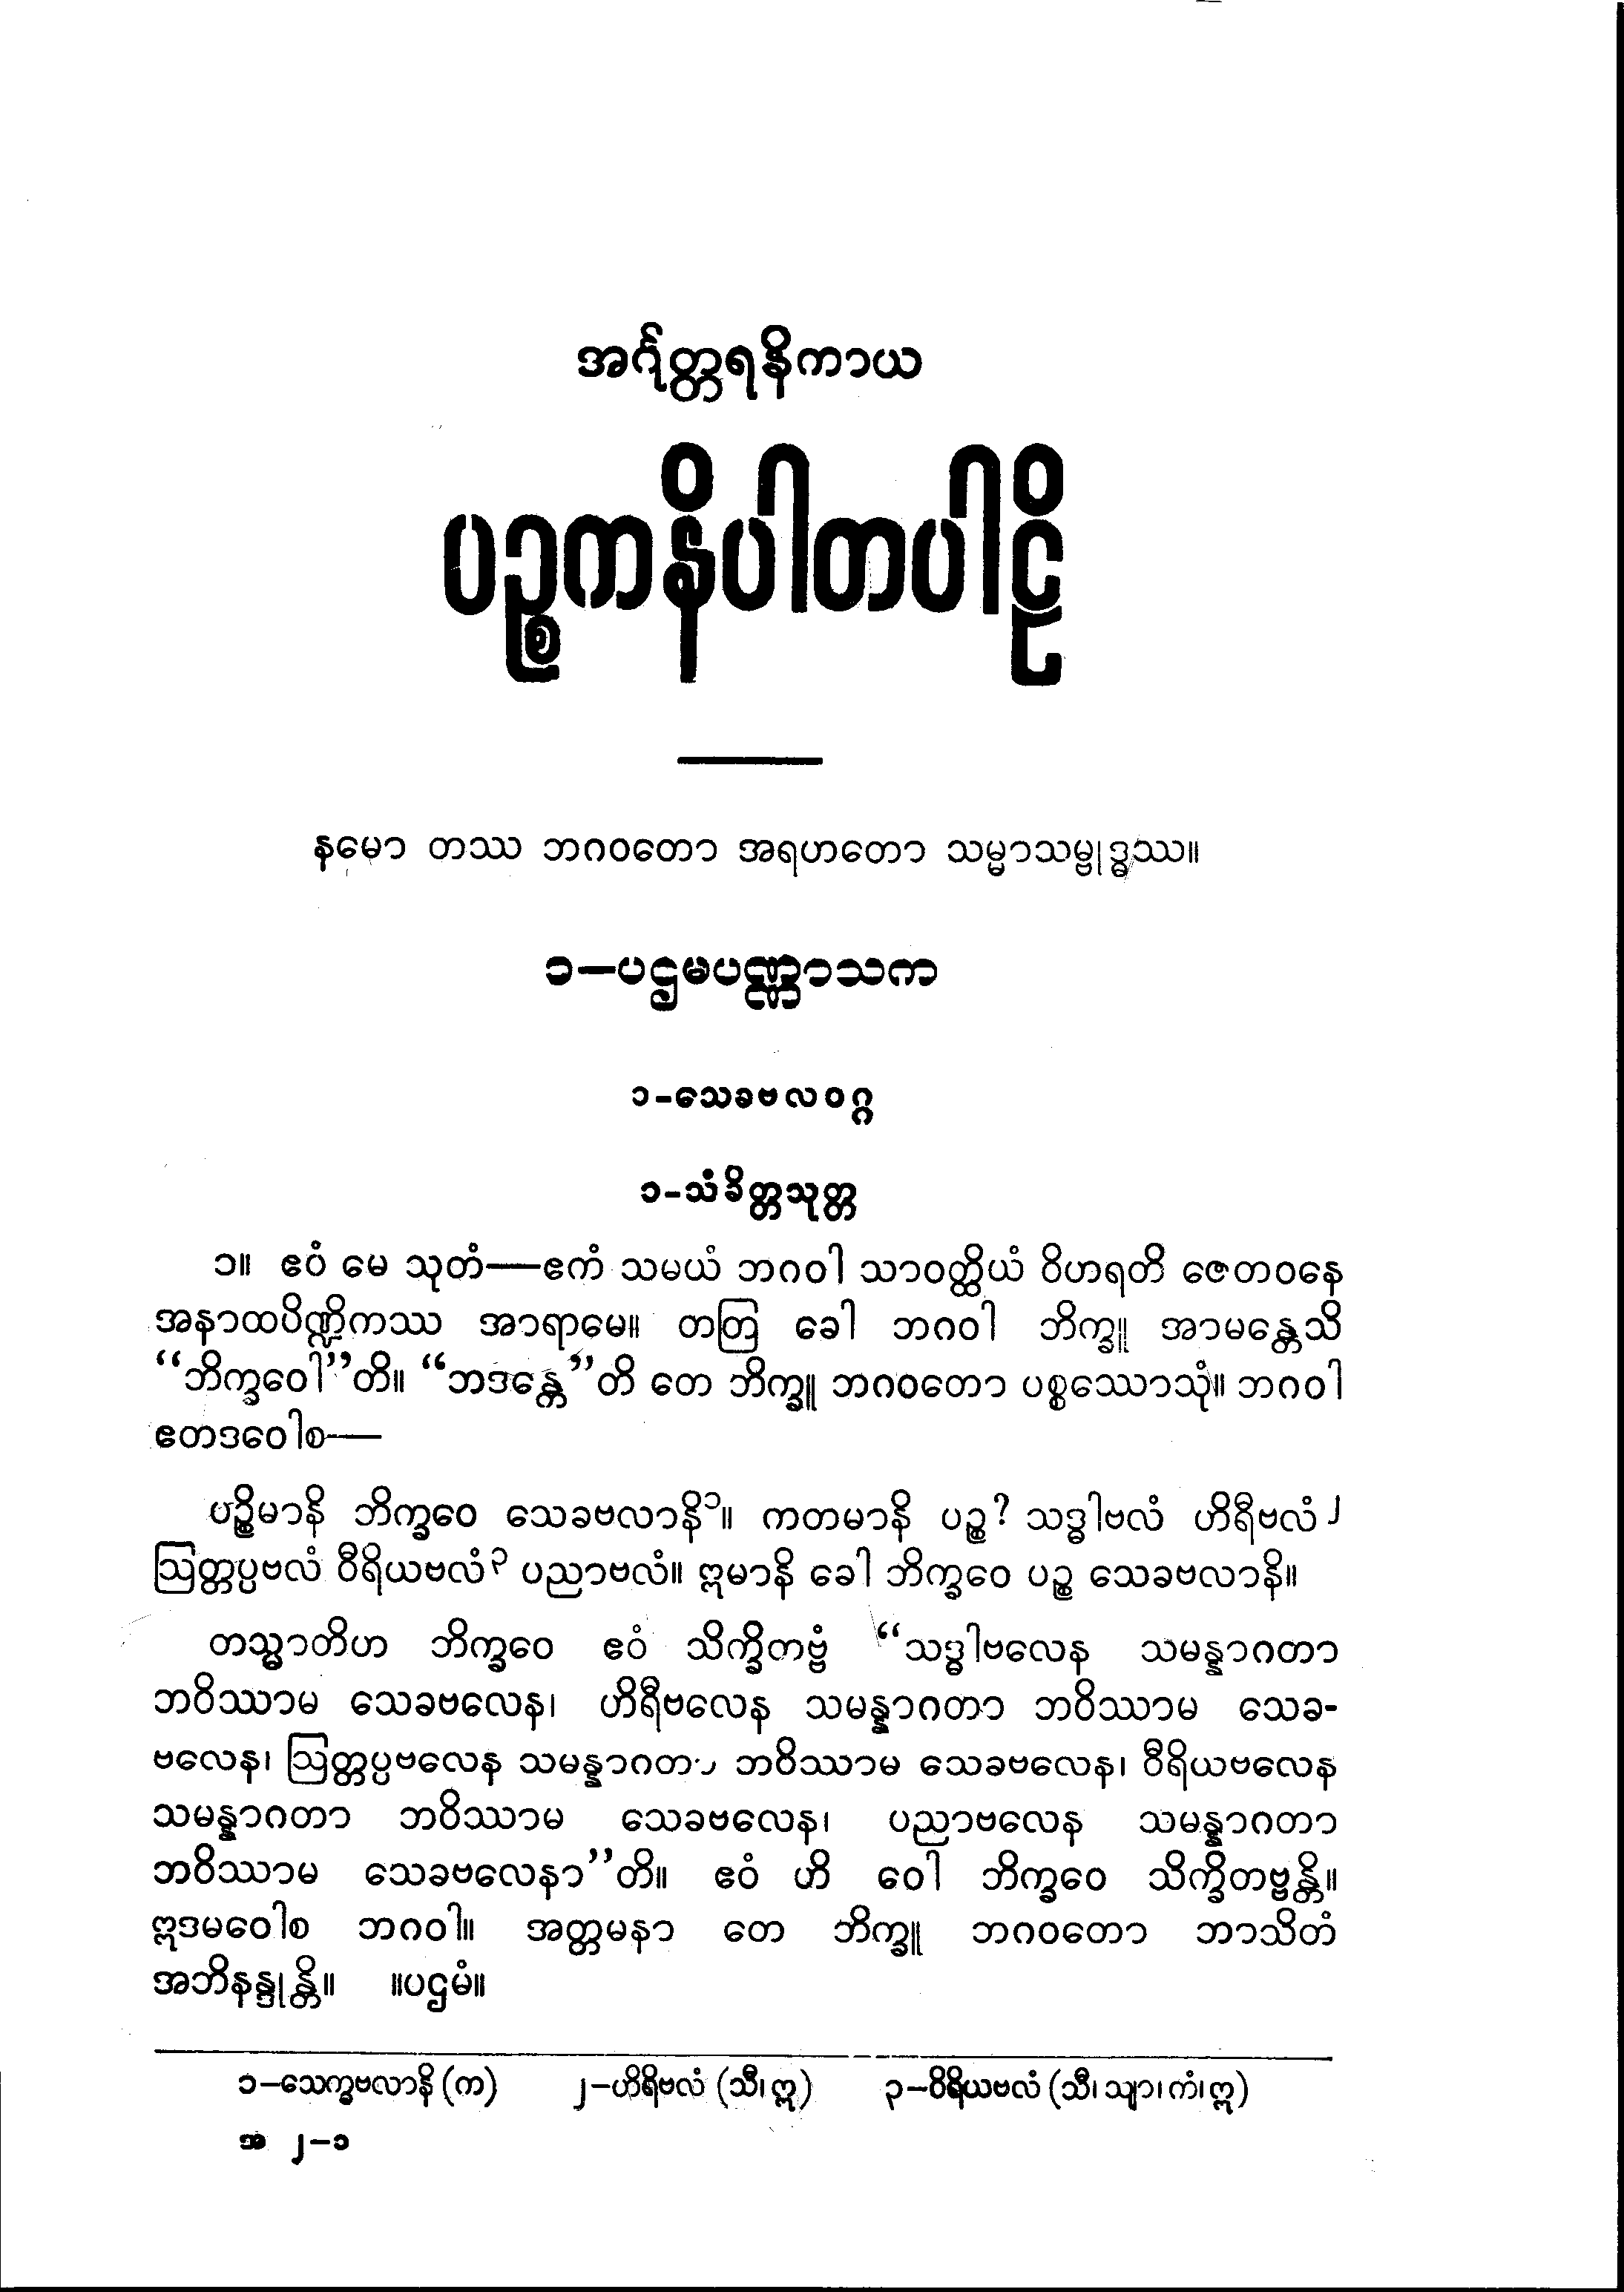 အင်္ဂုတ္တရနိကာယ
ပဉ္စကနိပါတပါဠိ
နမော တဿ ဘဂဝတော အရဟတော သမ္မာသမ္ဗုဒ္ဓဿ။
၁—ပဌမပဏ္ဏာသက
၁-သေခဗလဝဂ္ဂ
၁-သံခိတ္တသုတ္တ
၁။ ဧဝံ မေ သုတံ—ဧကံ သမယံ ဘဂဝါ သာဝတ္ထိယံ ဝိဟရတိ ဇေတဝနေ
အနာထပိဏ္ဍိကဿ အာရာမေ။ တတြ ခေါ ဘဂဝါ ဘိက္ခူ အာမန္တေသိ
“ဘိက္ခဝေါ”တိ။ “ဘဒန္တေ”တိ တေ ဘိက္ခူ ဘဂဝတော ပစ္စဿောသုံ။ ဘဂဝါ
ဧတဒဝေါစ—
ပဉ္စိမာနိ ဘိက္ခဝေ သေခဗလာနိ၁။ ကတမာနိ ပဉ္စ? သဒ္ဓါဗလံ ဟိရီဗလံ၂
ဩတ္တပ္ပဗလံ ဝီရိယဗလံ၃ ပညာဗလံ။ ဣမာနိ ခေါ ဘိက္ခဝေ ပဉ္စ သေခဗလာနိ။
တသ္မာတိဟ ဘိက္ခဝေ ဧဝံ သိက္ခိတဗ္ဗံ “သဒ္ဓါဗလေန သမန္နာဂတာ
ဘဝိဿာမ သေခဗလေန၊ ဟိရီဗလေန သမန္နာဂတာ ဘဝိဿာမ သေခ-
ဗလေန၊ ဩတ္တပ္ပဗလေန သမန္နာဂတာ ဘဝိဿာမ သေခဗလေန၊ ဝီရိယဗလေန
သမန္နာဂတာ ဘဝိဿာမ သေခဗလေန၊ ပညာဗလေန သမန္နာဂတာ
ဘဝိဿာမ သေခဗလေနာ”တိ။ ဧဝံ ဟိ ဝေါ ဘိက္ခဝေ သိက္ခိတဗ္ဗန္တိ။
ဣဒမဝေါစ ဘဂဝါ။ အတ္တမနာ တေ ဘိက္ခူ ဘဂဝတော ဘာသိတံ
အဘိနန္ဒုန္တိ။ ။ပဌမံ။
၁—သေက္ခဗလာနိ (က) ၂—ဟိရိဗလံ (သီ၊ ဣ) ၃—ဝိရိယဗလံ (သီ၊ သျာ၊ ကံ၊ ဣ)
အ ၂—၁